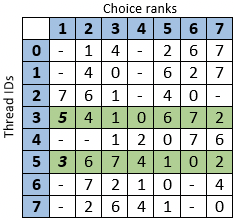 Choice ranks
1 2 3 4 5 6 7
Thread IDs
0 - 1 4 - 2 6 7
1 - 4 0 - 6 2 7
2 7 6 1 - 4 0 -
3 5 4 1 0 6 7 2
4 - - 1 2 0 7 6
5 3 6 7 4 1 0 2
6 - 7 2 1 0 - 4
7 - 2 6 4 1 - 0